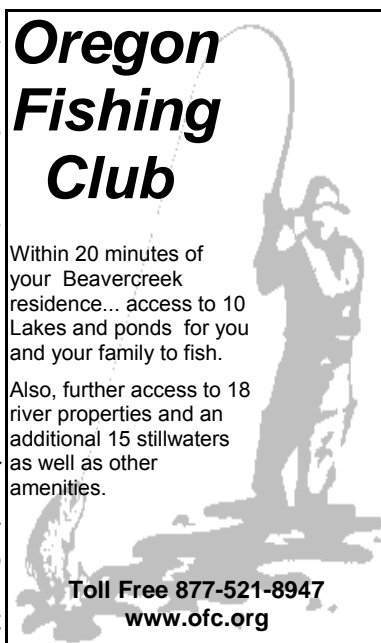 Oregon
Fishing
Club
Within 20 minutes of
your Beavercreek
residence... access to 10
Lakes and ponds for you
and your family to fish.
Also, further access to 18
river properties and an
additional 15 stillwaters
as well as other
amenities.
Toll Free 877-521-8947
www.ofc.org